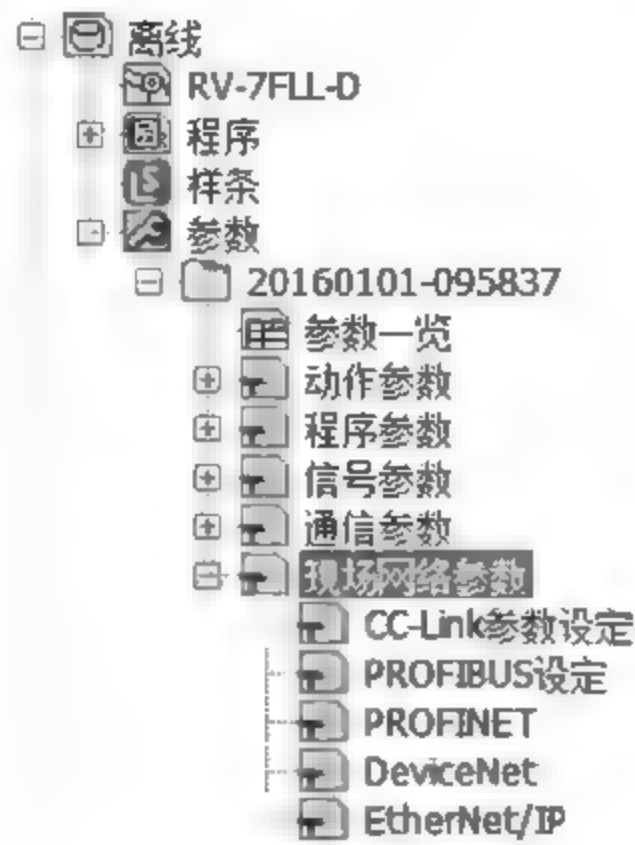 离线
RV-7FLL-D
程序
样条
参数
20160101-095837
参数一览
动作参数
程序参数
信号参数
通信参数
现场网络参数
CC-Link参数设定
PROFIBUS设定
PROFINET
DeviceNet
EtherNet/IP